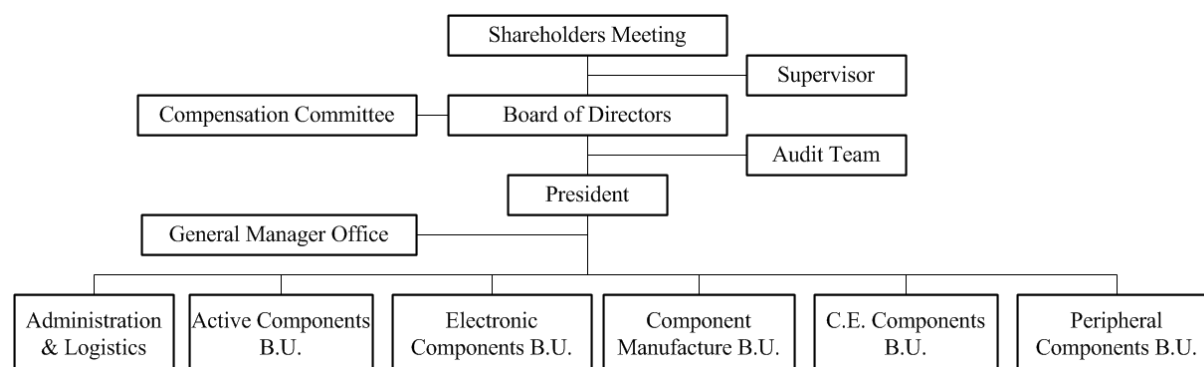 Shareholders Meeting
Supervisor
Compensation Committee
Board of Directors
Audit Team
President
General Manager Office
Administration
& Logistics
Active Components
B.U.
Electronic
Components B.U.
Component
Manufacture B.U.
C.E. Components
B.U.
Peripheral
Components B.U.